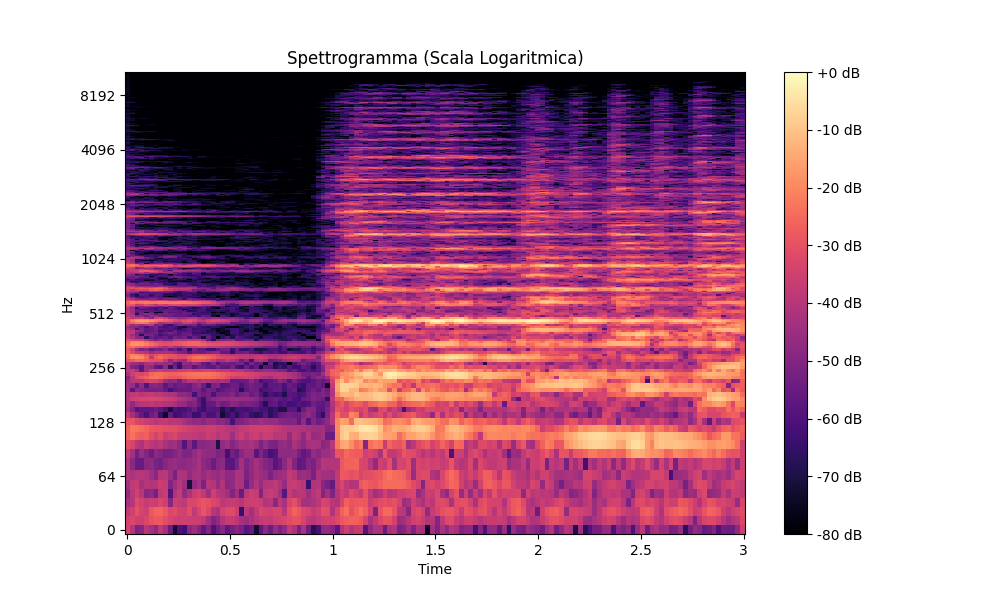 Spettrogramma (Scala Logaritmica)
8192
4096
2048
1024
512
256
128
64
0
Hz
0
0.5
1
1.5
2
2.5
3
Time
+0 dB
-10 dB
-20 dB
-30 dB
-40 dB
-50 dB
-60 dB
-70 dB
-80 dB